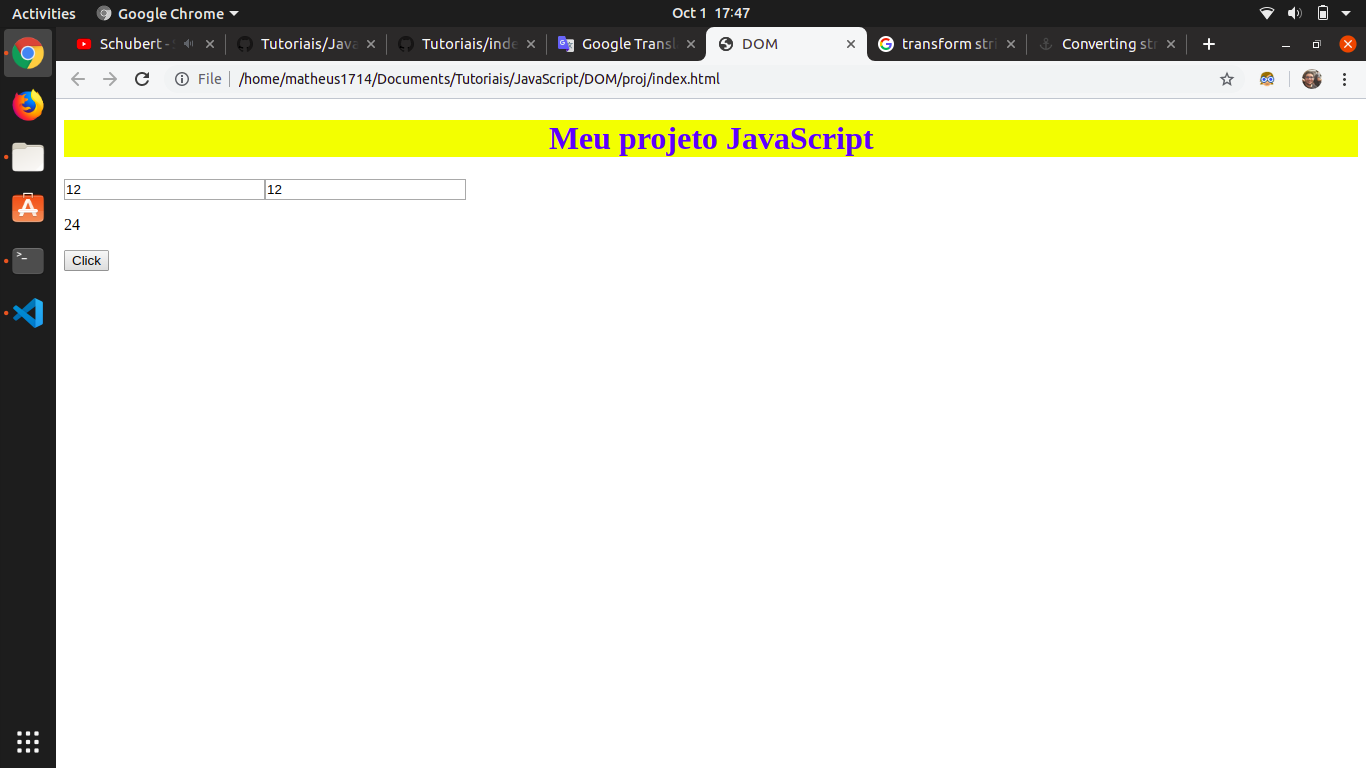 Activities Google Chrome Oct 1 17:47
Schubert - Tutoriais/Java Tutoriais/inde Google Transl DOM transform stri Converting str
File /home/matheus1714/Documents/Tutoriais/JavaScript/DOM/proj/index.html
Meu projeto JavaScript
12 12
24
Click